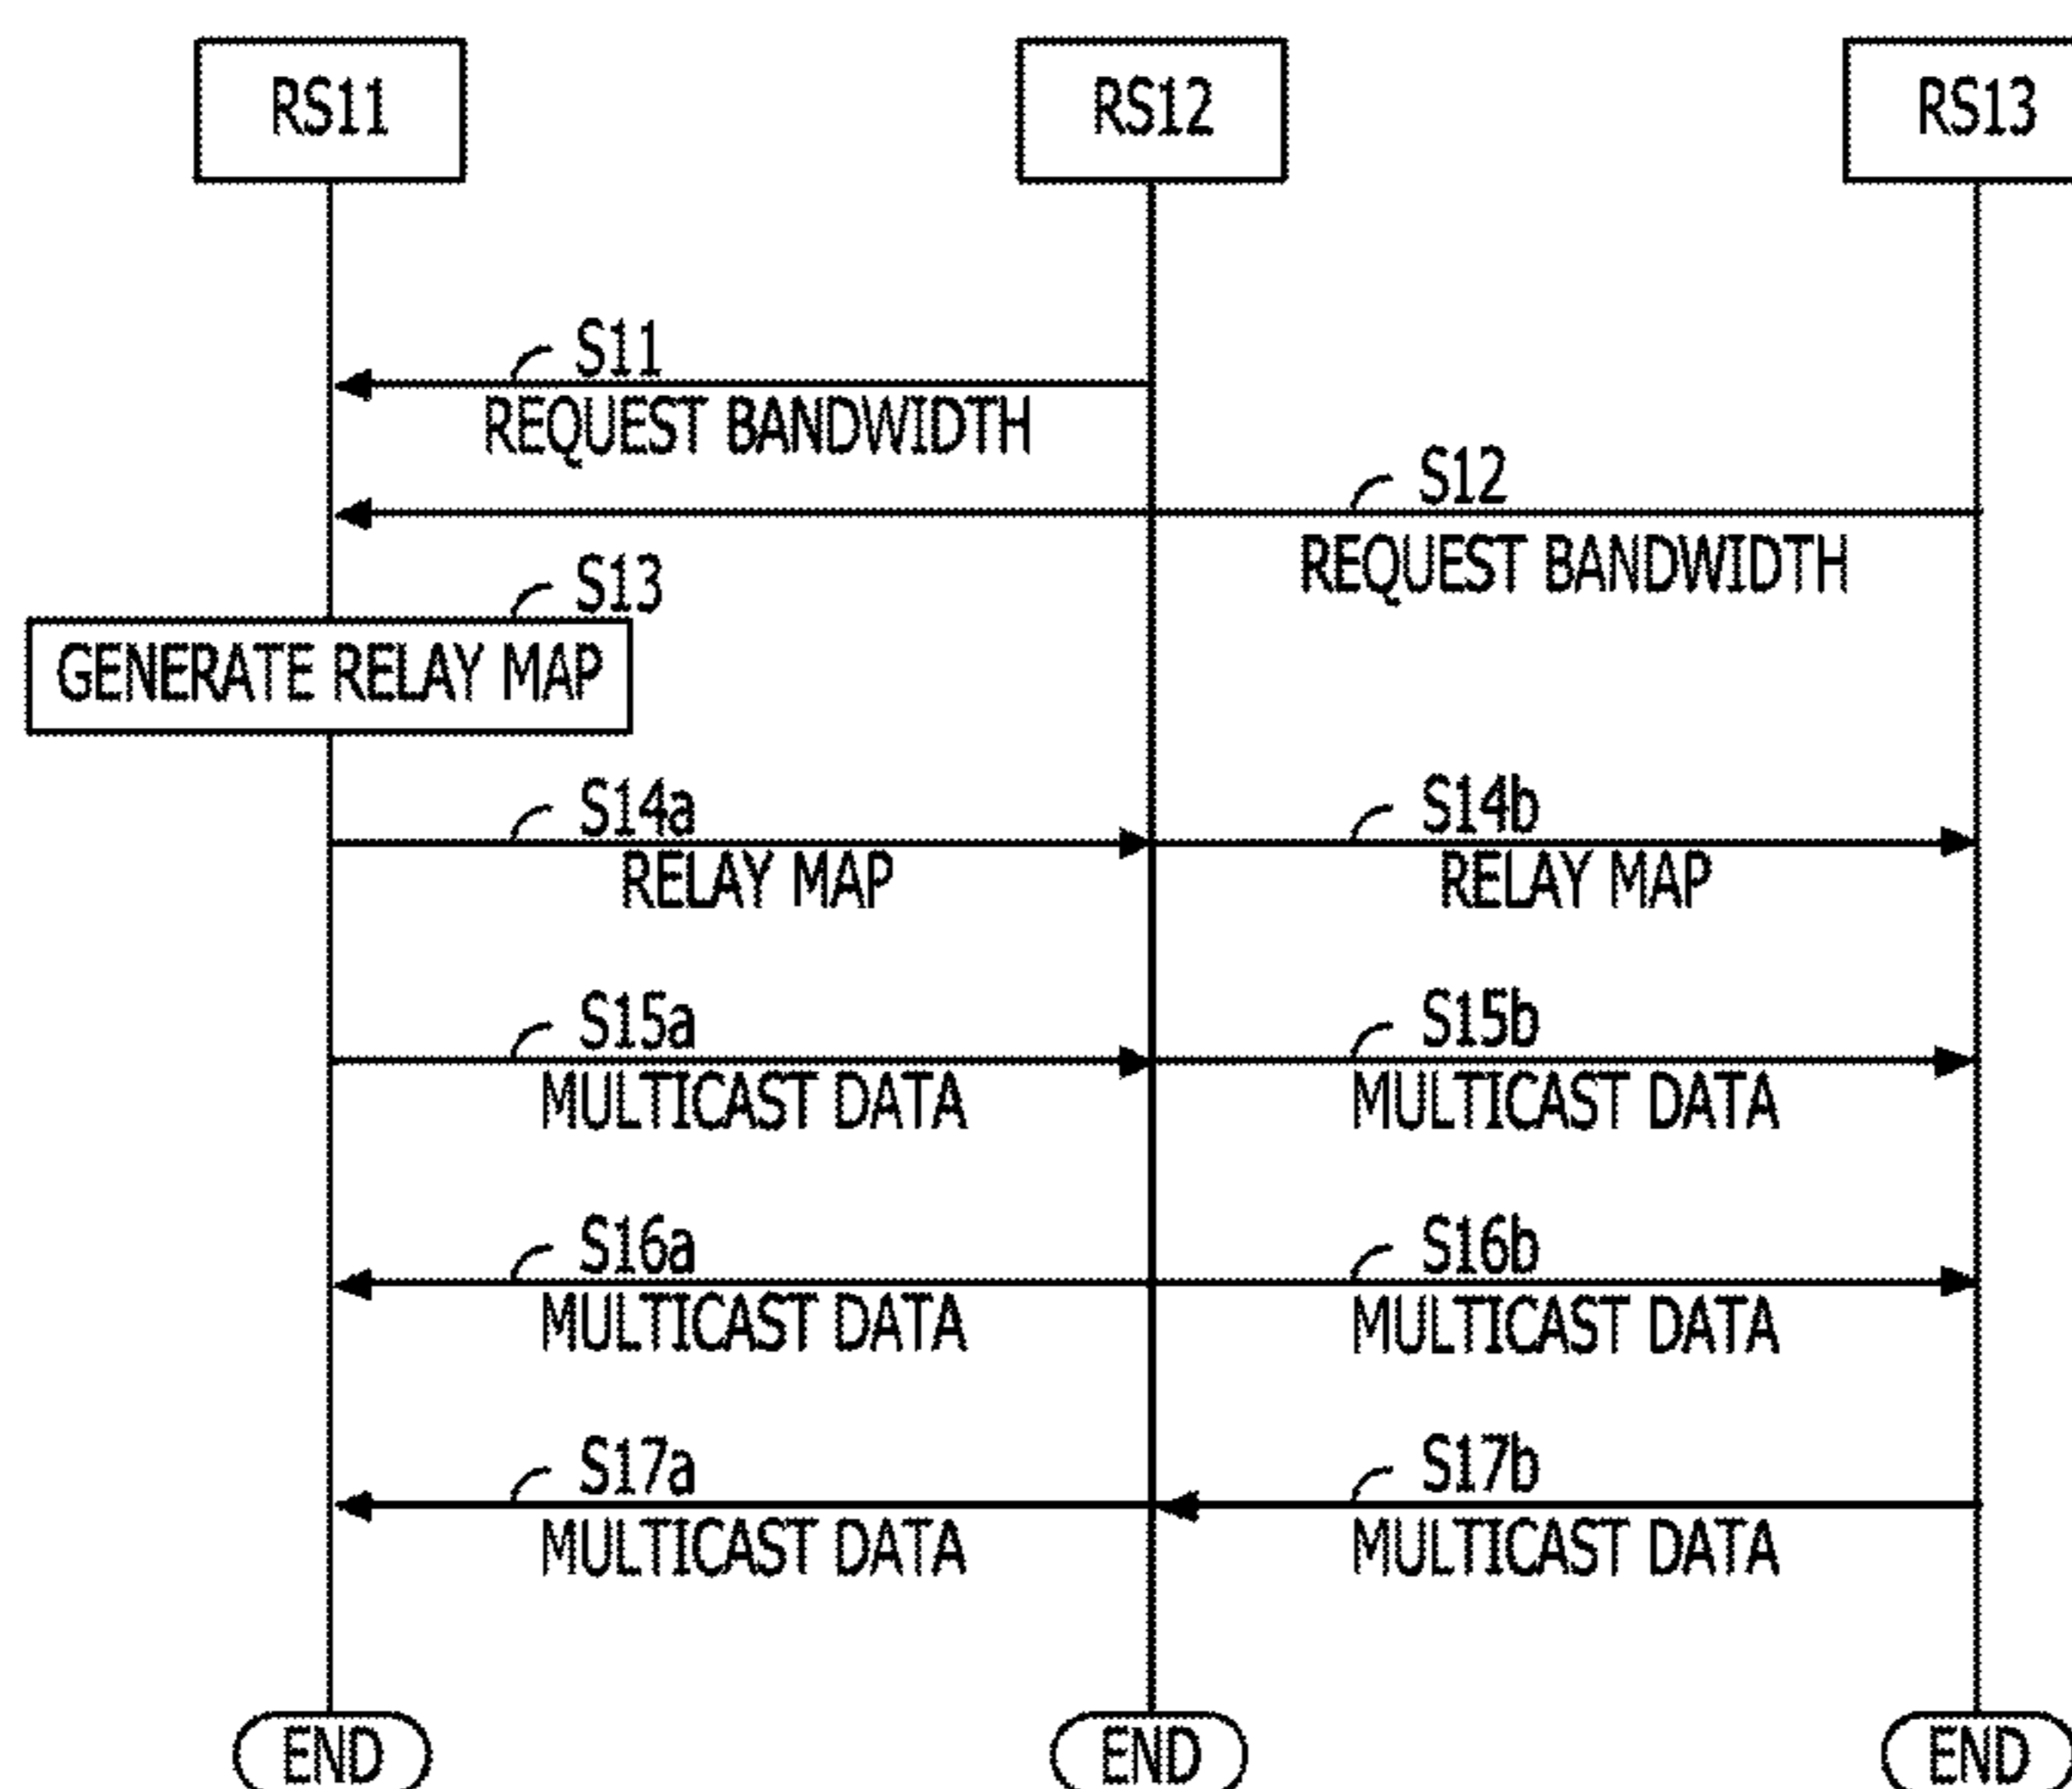 RS11 RS12 RS13
S11
REQUEST BANDWIDTH
S12
REQUEST BANDWIDTH
S13
GENERATE RELAY MAP
S14a S14b
RELAY MAP RELAY MAP
S15a S15b
MULTICAST DATA MULTICAST DATA
S16a S16b
MULTICAST DATA MULTICAST DATA
S17a S17b
MULTICAST DATA MULTICAST DATA
END END END